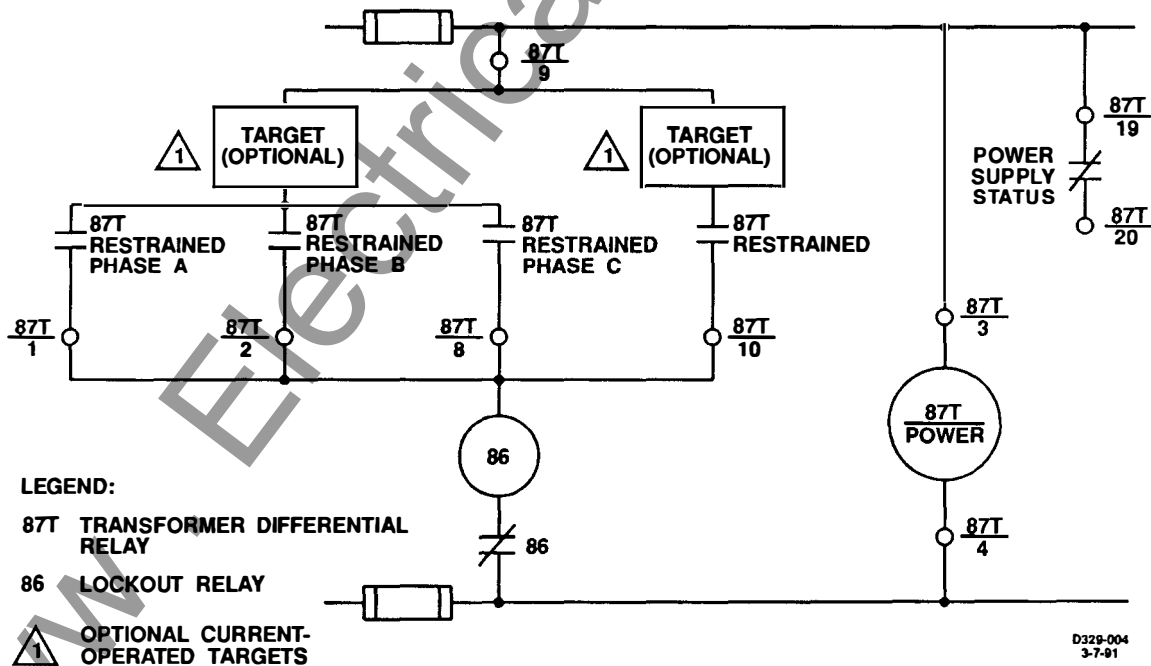 87T
9
TARGET
(OPTIONAL)
1
TARGET
(OPTIONAL)
1
87T
19
POWER
SUPPLY
STATUS
87T
20
87T
RESTRAINED
PHASE A
87T
RESTRAINED
PHASE B
87T
RESTRAINED
PHASE C
87T
RESTRAINED
87T
1
87T
2
87T
8
87T
10
87T
3
87T
POWER
87T
4
86
86
LEGEND:
87T TRANSFORMER DIFFERENTIAL
RELAY
86 LOCKOUT RELAY
1 OPTIONAL CURRENT-
OPERATED TARGETS
D329-004
3-7-91
w . Electrica